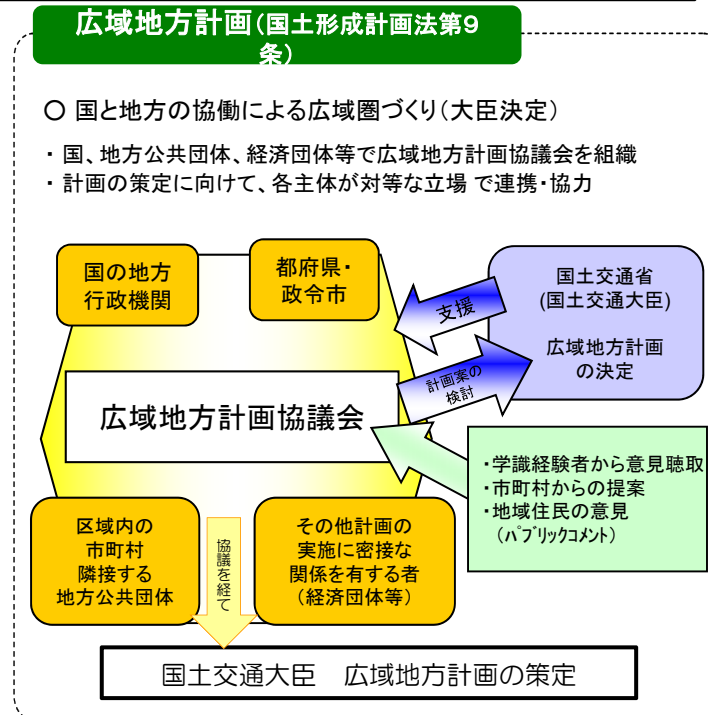 広域地方計画(国土形成計画法第9
条)
○ 国と地方の協働による広域圏づくり(大臣決定)
・国、地方公共団体、経済団体等で広域地方計画協議会を組織
・計画の策定に向けて、各主体が対等な立場 で連携・協力
国の地方
行政機関
都府県・
政令市
支援
国土交通省
(国土交通大臣)
広域地方計画
の決定
計画案の
検討
広域地方計画協議会
・学識経験者から意見聴取
・市町村からの提案
・地域住民の意見
(ﾊﾟﾌﾞﾘｯｸｺﾒﾝﾄ)
区域内の
市町村
隣接する
地方公共団体
協議を経て
その他計画の
実施に密接な
関係を有する者
(経済団体等)
国土交通大臣 広域地方計画の策定